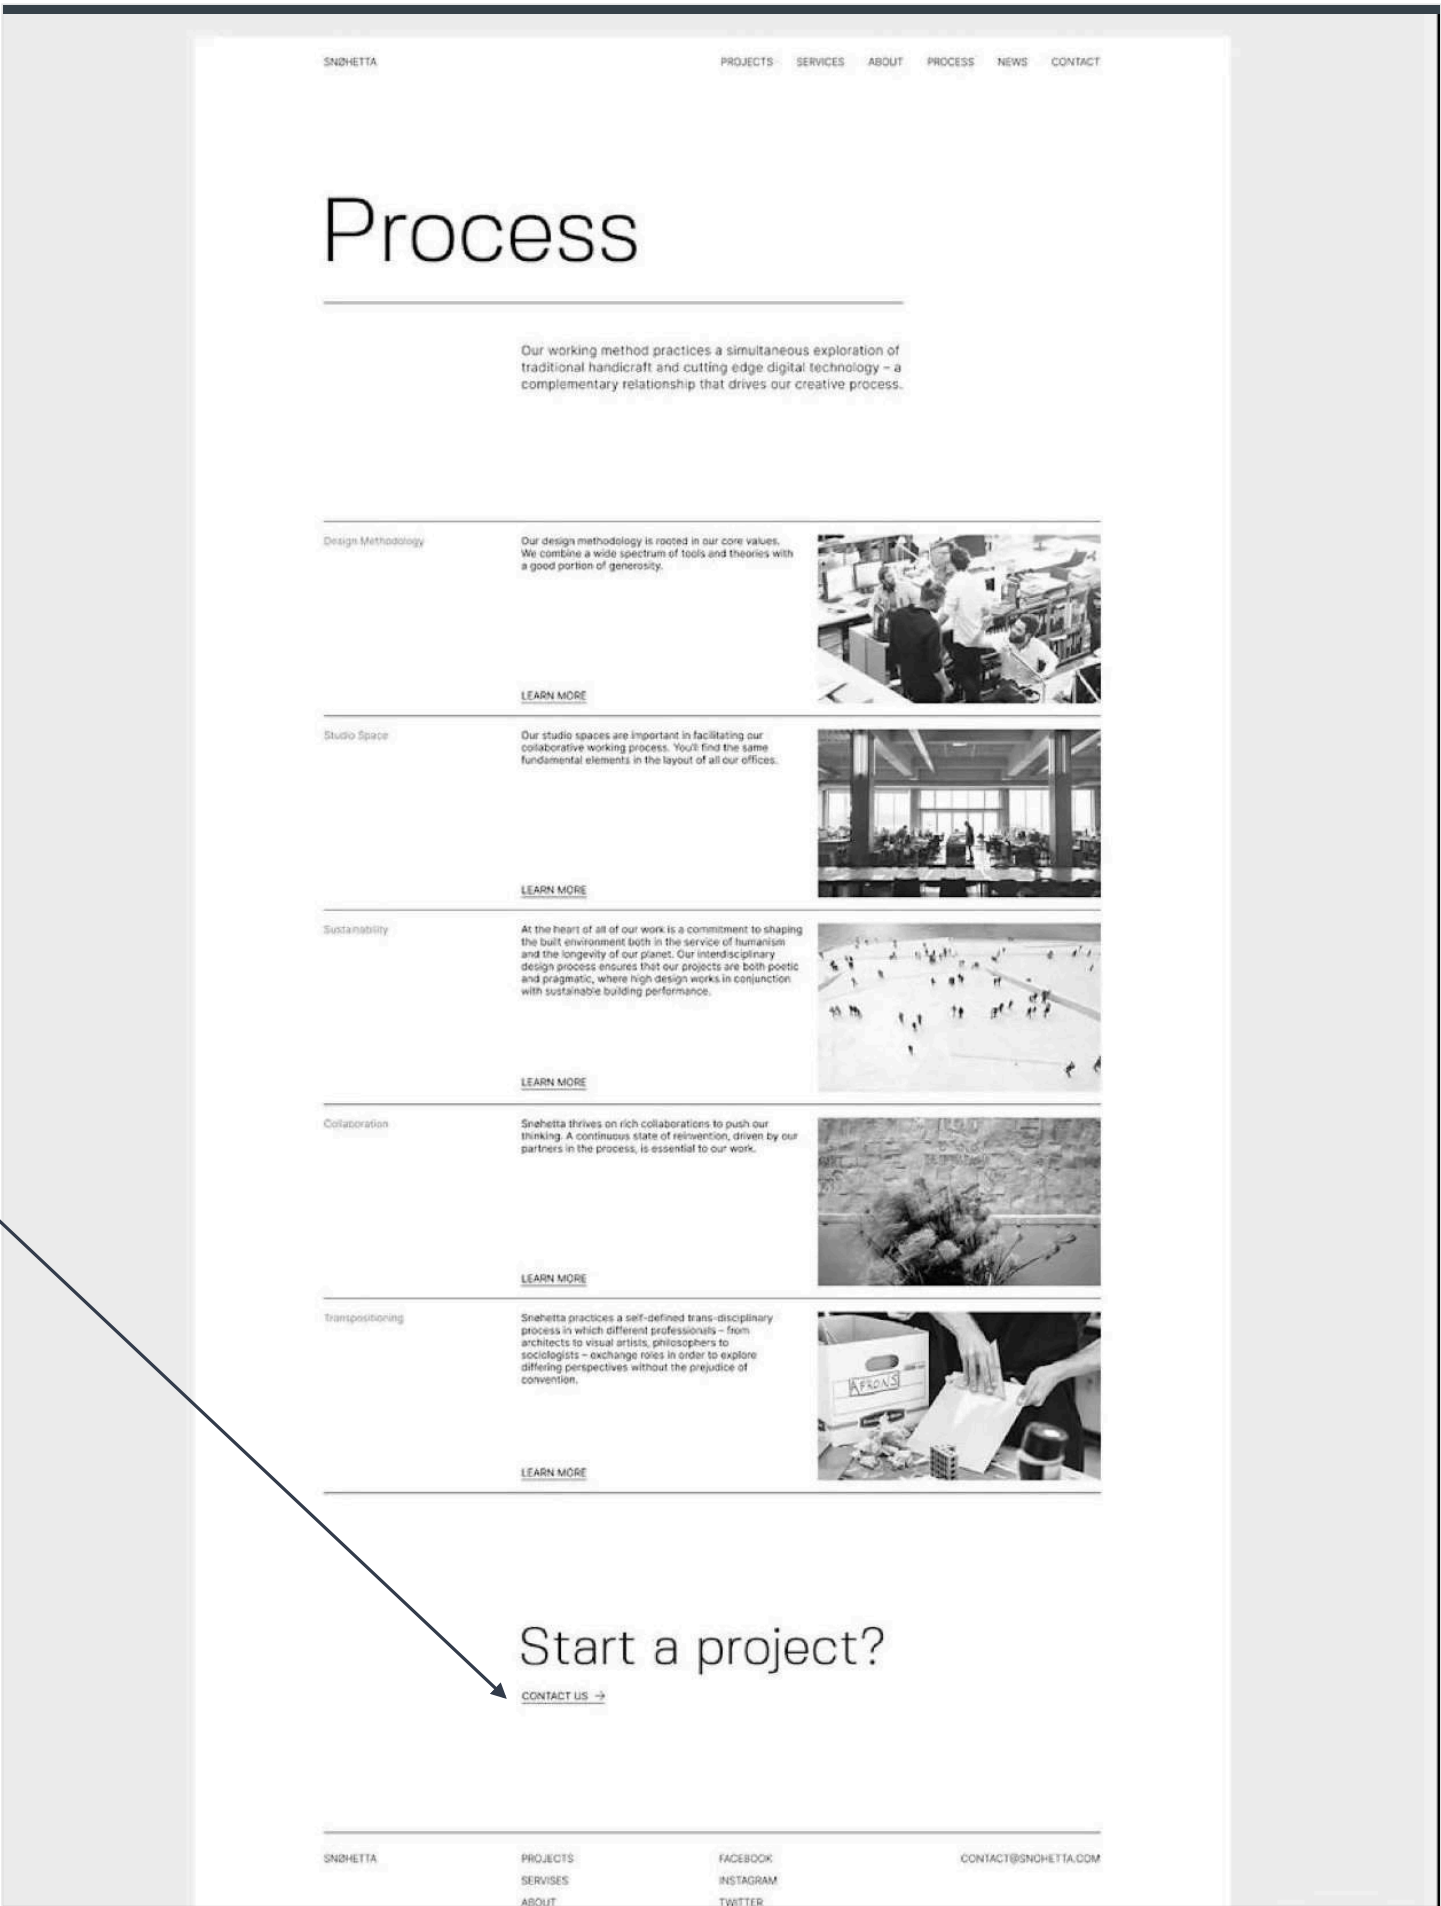 SNØHETTA
PROJECTS SERVICES ABOUT PROCESS NEWS CONTACT
Process
Our working method practices a simultaneous exploration of
traditional handicraft and cutting edge digital technology – a
complementary relationship that drives our creative process.
Design Methodology
Our design methodology is rooted in our core values.
We combine a wide spectrum of tools and theories with
a good portion of generosity.
LEARN MORE
Studio Space
Our studio spaces are important in facilitating our
collaborative working process. You'll find the same
fundamental elements in the layout of all our offices.
LEARN MORE
Sustainability
At the heart of all of our work is a commitment to shaping
the built environment both in the service of humanism
and the longevity of our planet. Our interdisciplinary
design process ensures that our projects are both poetic
and pragmatic, where high design works in conjunction
with sustainable building performance.
LEARN MORE
Collaboration
Snøhetta thrives on rich collaborations to push our
thinking. A continuous state of reinvention, driven by our
partners in the process, is essential to our work.
LEARN MORE
Transpositioning
Snøhetta practices a self-defined trans-disciplinary
process in which different professionals – from
architects to visual artists, philosophers to
sociologists – exchange roles in order to explore
differing perspectives without the prejudice of
convention.
LEARN MORE
APRONS
Start a project?
CONTACT US →
SNØHETTA
PROJECTS
SERVISES
ABOUT
FACEBOOK
INSTAGRAM
TWITTER
CONTACT@SNOHETTA.COM